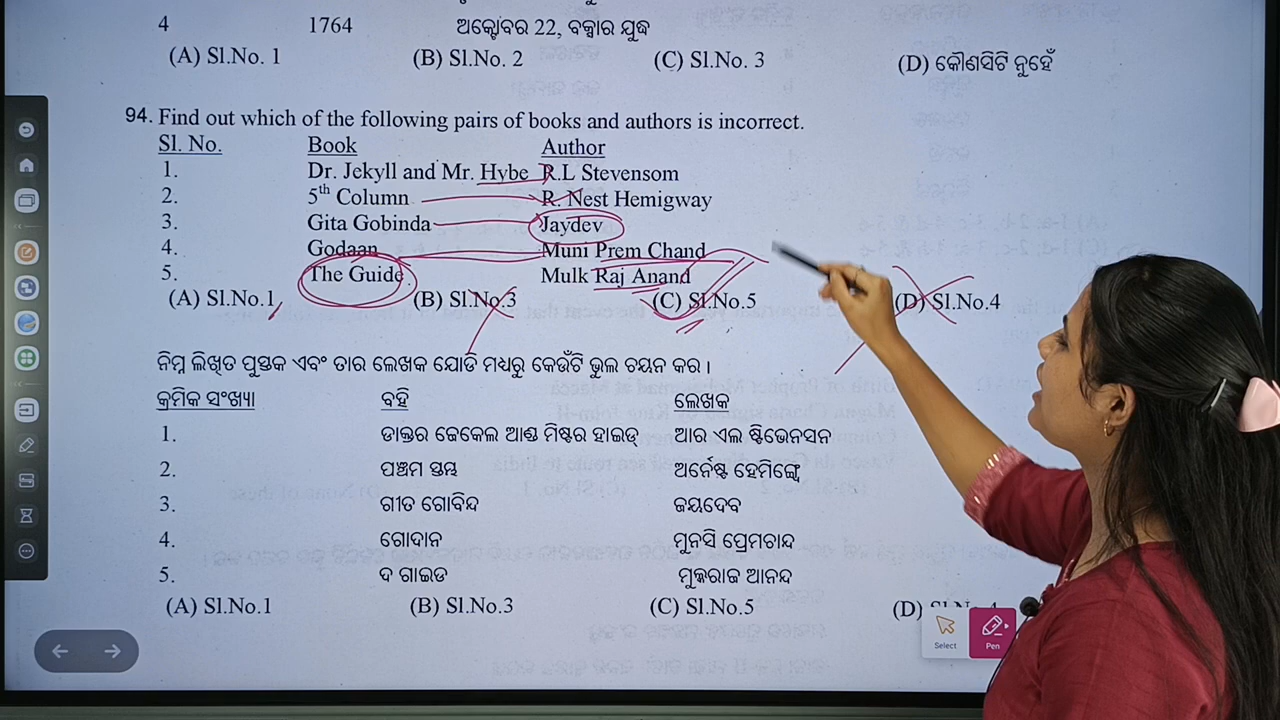 4 1764 ଅକ୍ଟୋବର 22, ବକ୍ସାର ଯୁଦ୍ଧ
(A) Sl.No. 1 (B) Sl.No. 2 (C) Sl.No. 3 (D) କୌଣସିଟି ନୁହେଁ
94. Find out which of the following pairs of books and authors is incorrect.
Sl. No. Book Author
1. Dr. Jekyll and Mr. Hybe R.L Stevensom
2. 5th Column R. Nest Hemigway
3. Gita Gobinda Jaydev
4. Godaan Muni Prem Chand
5. The Guide Mulk Raj Anand
(A) Sl.No.1 (B) Sl.No.3 (C) Sl.No.5 (D) Sl.No.4
ନିମ୍ନ ଲିଖିତ ପୁସ୍ତକ ଏବଂ ତାର ଲେଖକ ଯୋଡି ମଧ୍ୟରୁ କେଉଁଟି ଭୁଲ ଚୟନ କର ।
କ୍ରମିକ ସଂଖ୍ୟା ବହି ଲେଖକ
1. ଡାକ୍ତର ଜେକେଲ ଆଣ୍ଡ ମିଷ୍ଟର ହାଇଡ୍ ଆର ଏଲ ଷ୍ଟିଭେନସନ
2. ପଞ୍ଚମ ସ୍ତମ୍ଭ ଅର୍ନେଷ୍ଟ ହେମିଙ୍ଗ୍ୱେ
3. ଗୀତ ଗୋବିନ୍ଦ ଜୟଦେବ
4. ଗୋଦାନ ମୁନସି ପ୍ରେମଚାନ୍ଦ
5. ଦ ଗାଇଡ ମୁଲ୍କରାଜ ଆନନ୍ଦ
(A) Sl.No.1 (B) Sl.No.3 (C) Sl.No.5 (D)
Select Pen